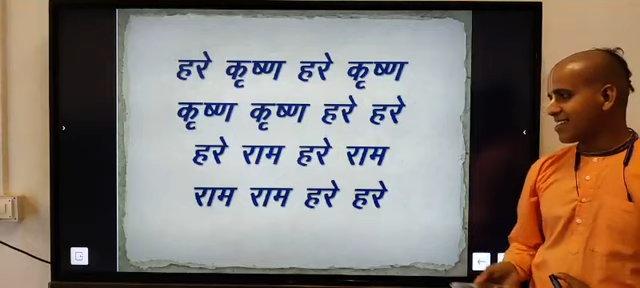 हरे कृष्ण हरे कृष्ण
कृष्ण कृष्ण हरे हरे
हरे राम हरे राम
राम राम हरे हरे